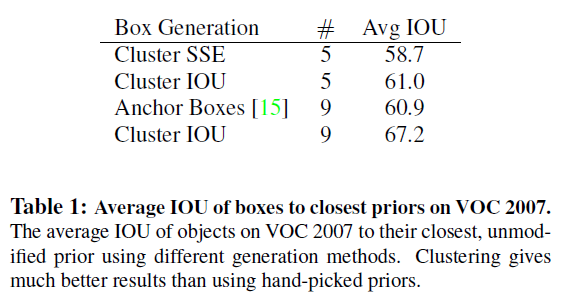 Box Generation # Avg IOU
Cluster SSE 5 58.7
Cluster IOU 5 61.0
Anchor Boxes [15] 9 60.9
Cluster IOU 9 67.2
Table 1: Average IOU of boxes to closest priors on VOC 2007.
The average IOU of objects on VOC 2007 to their closest, unmod-
ified prior using different generation methods. Clustering gives
much better results than using hand-picked priors.